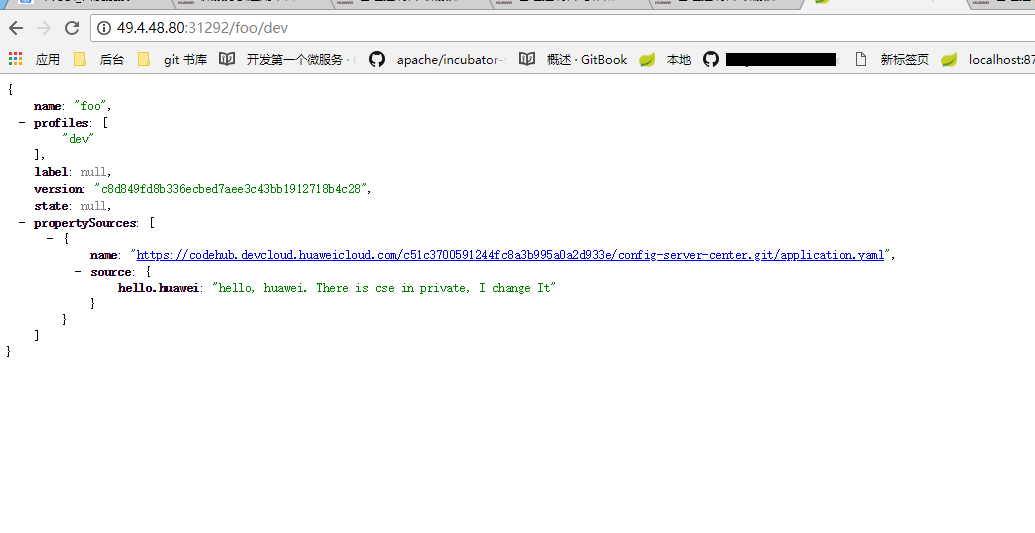 49.4.48.80:31292/foo/dev
应用 后台 git 书库 开发第一个微服务 · apache/incubator- 概述 · GitBook 本地 新标签页 localhost:87
{
name: "foo",
- profiles: [
"dev"
],
label: null,
version: "c8d849fd8b336ecbed7aee3c43bb1912718b4c28",
state: null,
- propertySources: [
- {
name: "https://codehub.devcloud.huaweicloud.com/c51c3700591244fc8a3b995a0a2d933e/config-server-center.git/application.yaml",
- source: {
hello.huawei: "hello, huawei. There is cse in private, I change It"
}
}
]
}